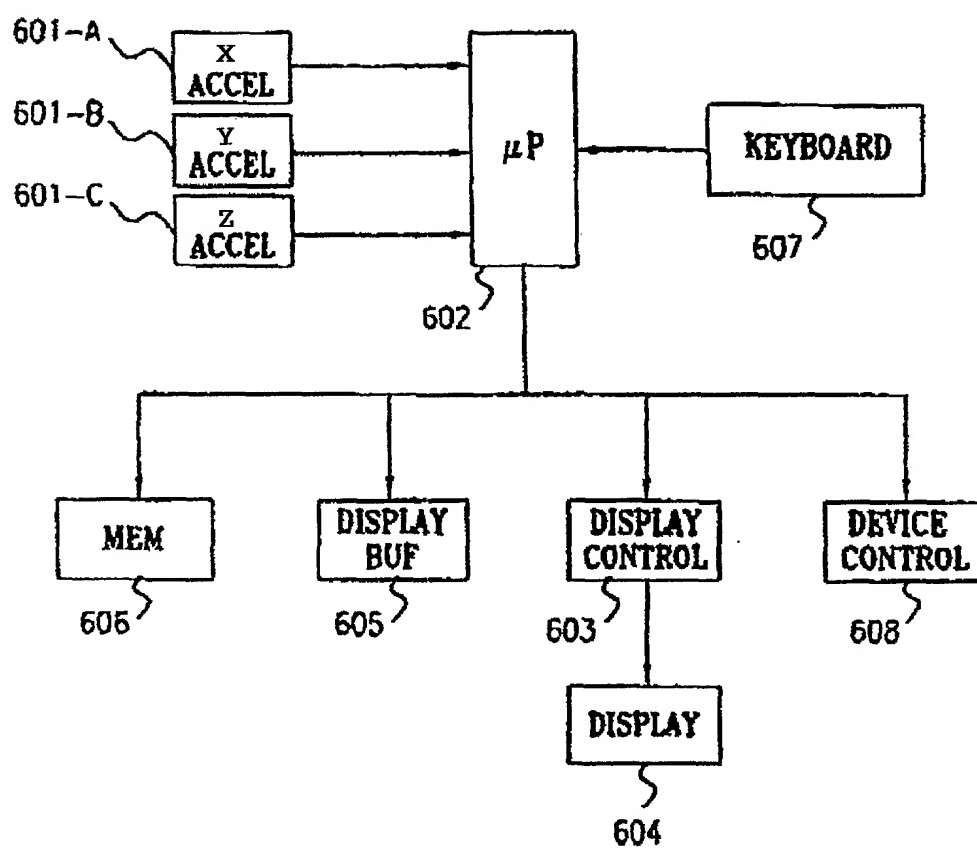 601-A
X
ACCEL
601-B
Y
ACCEL
601-C
Z
ACCEL
μP
602
KEYBOARD
607
MEM
606
DISPLAY
BUF
605
DISPLAY
CONTROL
603
DEVICE
CONTROL
608
DISPLAY
604